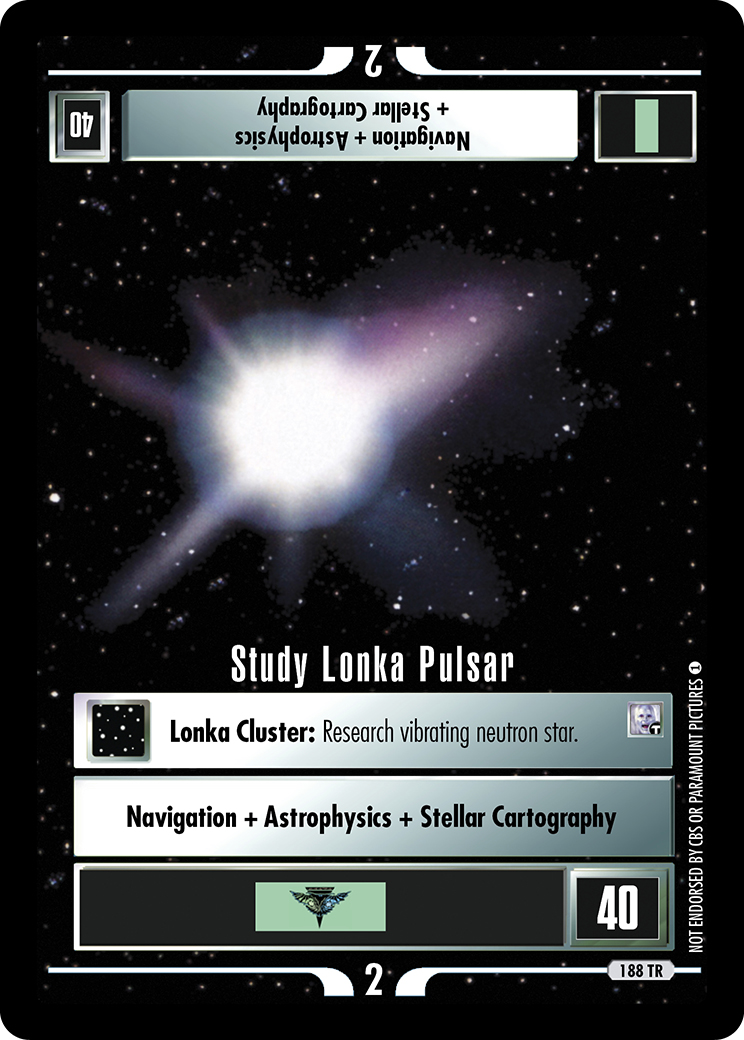 2
40
Navigation + Astrophysics
+ Stellar Cartography
Study Lonka Pulsar
Lonka Cluster: Research vibrating neutron star.
T
Navigation + Astrophysics + Stellar Cartography
40
188 TR
2
NOT ENDORSED BY CBS OR PARAMOUNT PICTURES 1